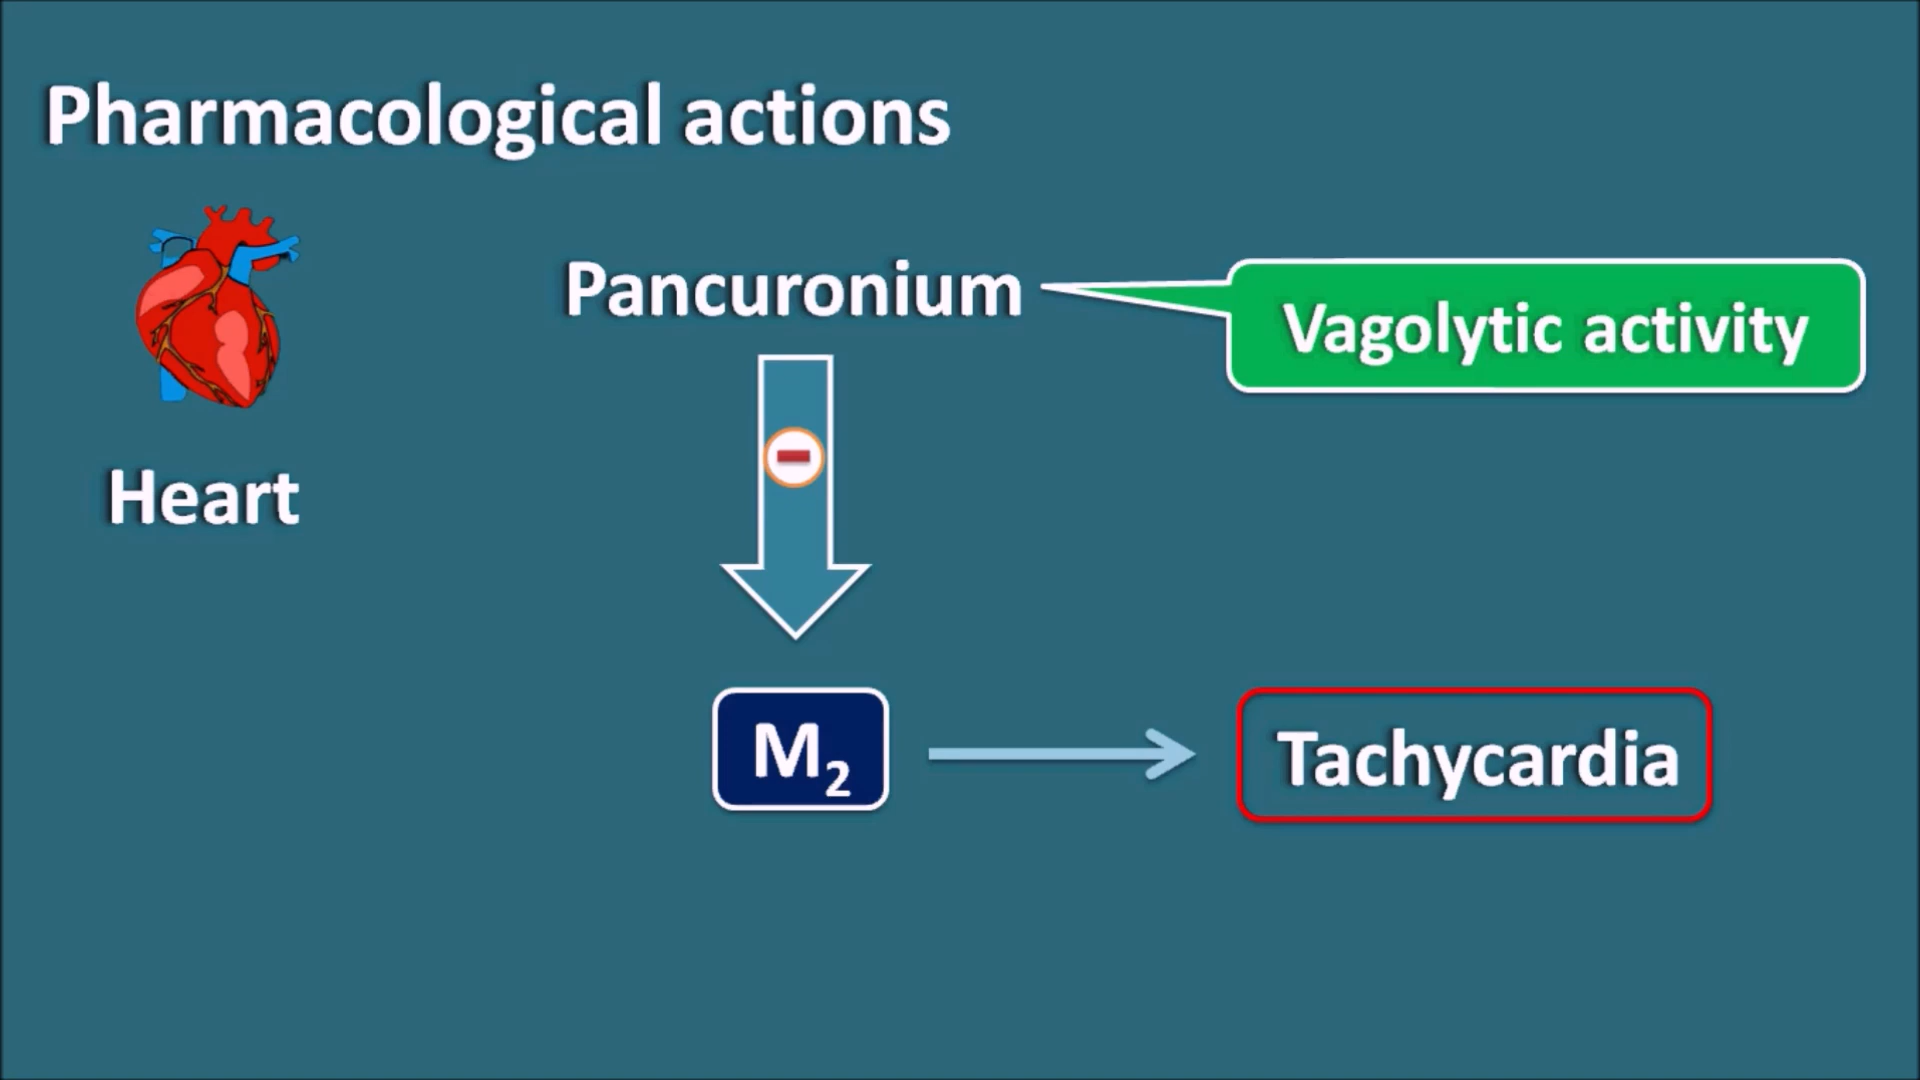 Pharmacological actions
Pancuronium
Vagolytic activity
Heart
M₂
Tachycardia